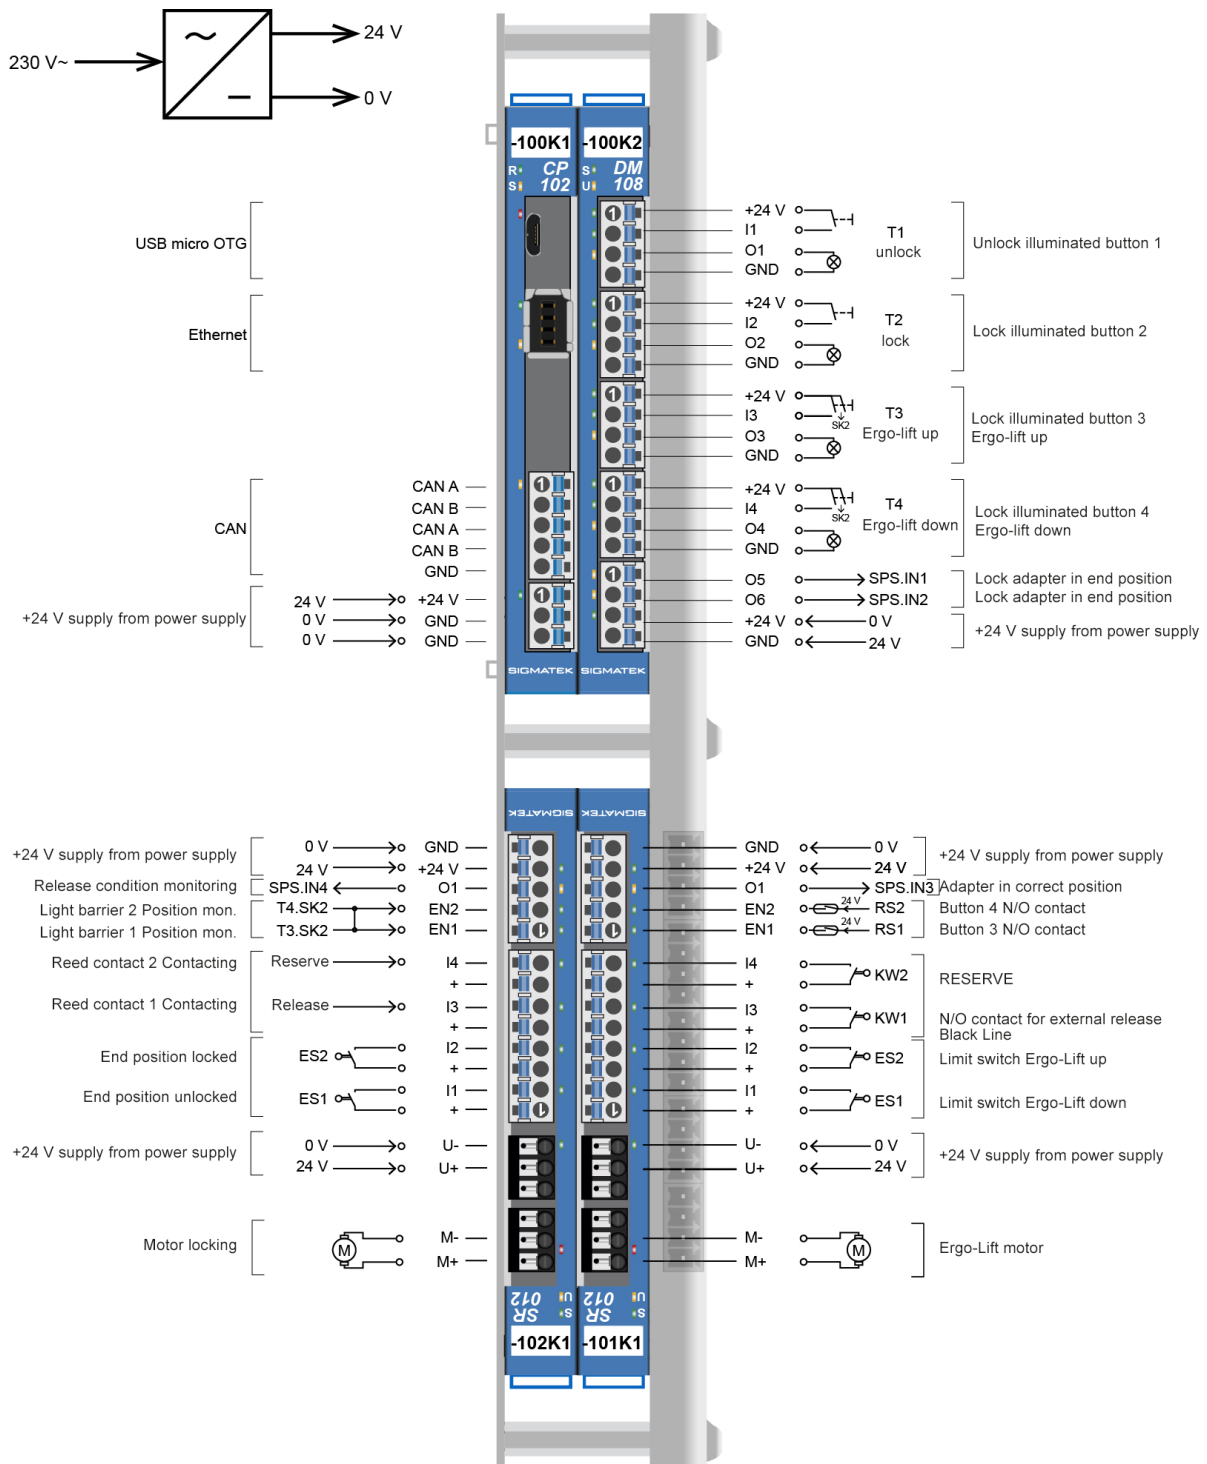 24 V
230 V~
0 V
-100K1
-100K2
R CP
S 102
S DM
U 108
USB micro OTG
Ethernet
CAN
+24 V supply from power supply
CAN A
CAN B
CAN A
CAN B
GND
24 V +24 V
0 V GND
0 V GND
1
1
1
1
1
1
1
1
+24 V
I1
O1
GND
T1
unlock
Unlock illuminated button 1
+24 V
I2
O2
GND
T2
lock
Lock illuminated button 2
+24 V
I3
O3
GND
SK2
T3
Ergo-lift up
Lock illuminated button 3
Ergo-lift up
+24 V
I4
O4
GND
SK2
T4
Ergo-lift down
Lock illuminated button 4
Ergo-lift down
O5 SPS.IN1 Lock adapter in end position
O6 SPS.IN2 Lock adapter in end position
+24 V 0 V
GND 24 V
+24 V supply from power supply
SIGMATEK
SIGMATEK
SIGMATEK
SIGMATEK
+24 V supply from power supply
0 V GND
24 V +24 V
Release condition monitoring SPS.IN4 O1
Light barrier 2 Position mon. T4.SK2 EN2
Light barrier 1 Position mon. T3.SK2 EN1
Reed contact 2 Contacting Reserve I4
+
Reed contact 1 Contacting Release I3
+
End position locked ES2 I2
+
End position unlocked ES1 I1
+
+24 V supply from power supply
0 V U-
24 V U+
Motor locking M
M-
M+
1
1
1
1
GND 0 V
+24 V 24 V
+24 V supply from power supply
O1 SPS.IN3 Adapter in correct position
EN2 24 V RS2 Button 4 N/O contact
EN1 24 V RS1 Button 3 N/O contact
I4
+
KW2 RESERVE
I3
+
KW1 N/O contact for external release
Black Line
I2
+
ES2 Limit switch Ergo-Lift up
I1
+
ES1 Limit switch Ergo-Lift down
U- 0 V
U+ 24 V
+24 V supply from power supply
M-
M+
M Ergo-Lift motor
SR
012
U
S
SR
012
U
S
-102K1
-101K1